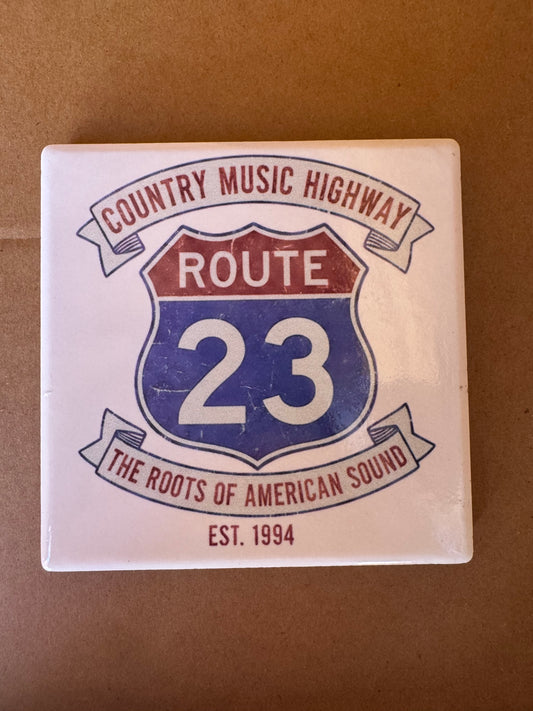 COUNTRY MUSIC HIGHWAY
ROUTE
23
THE ROOTS OF AMERICAN SOUND
EST. 1994